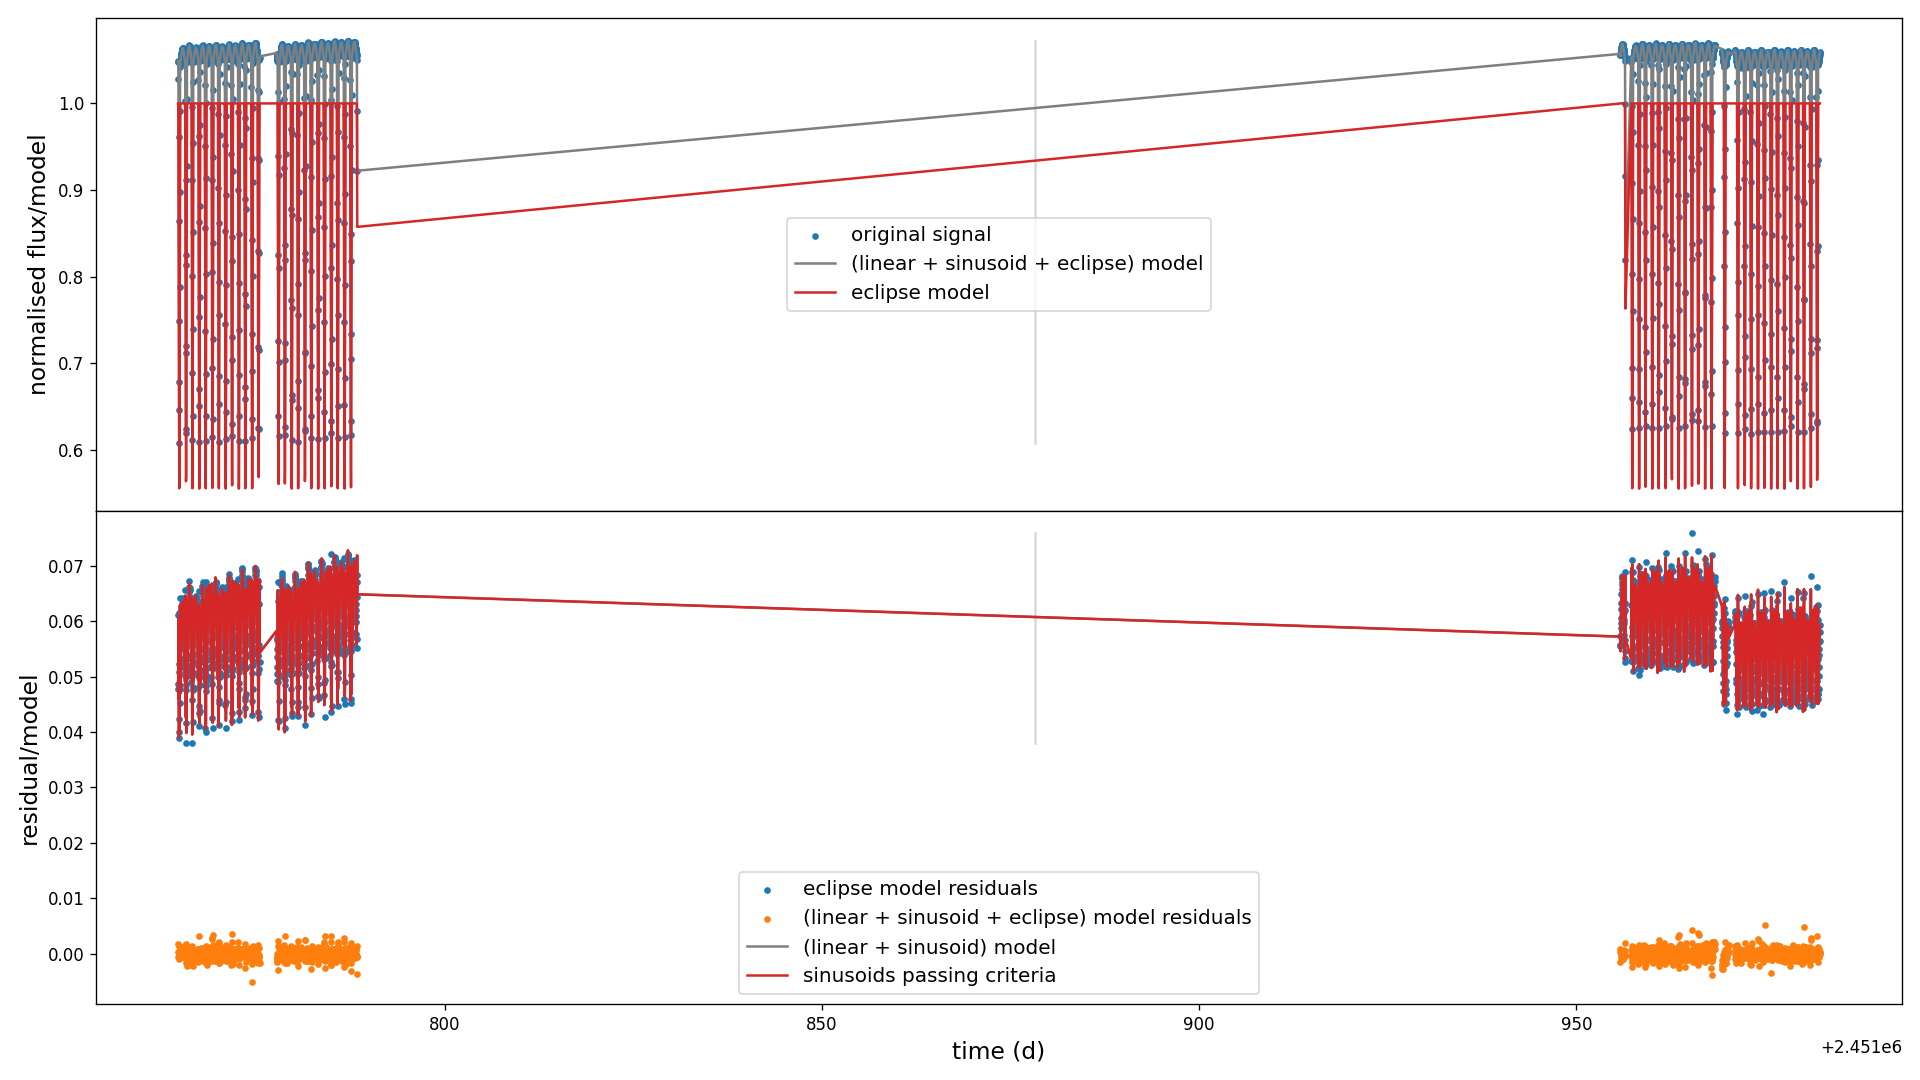 1.0
0.9
0.8
0.7
0.6
normalised flux/model
original signal
(linear + sinusoid + eclipse) model
eclipse model
0.07
0.06
0.05
0.04
0.03
0.02
0.01
0.00
residual/model
eclipse model residuals
(linear + sinusoid + eclipse) model residuals
(linear + sinusoid) model
sinusoids passing criteria
800
850
900
950
time (d)
+2.451e6